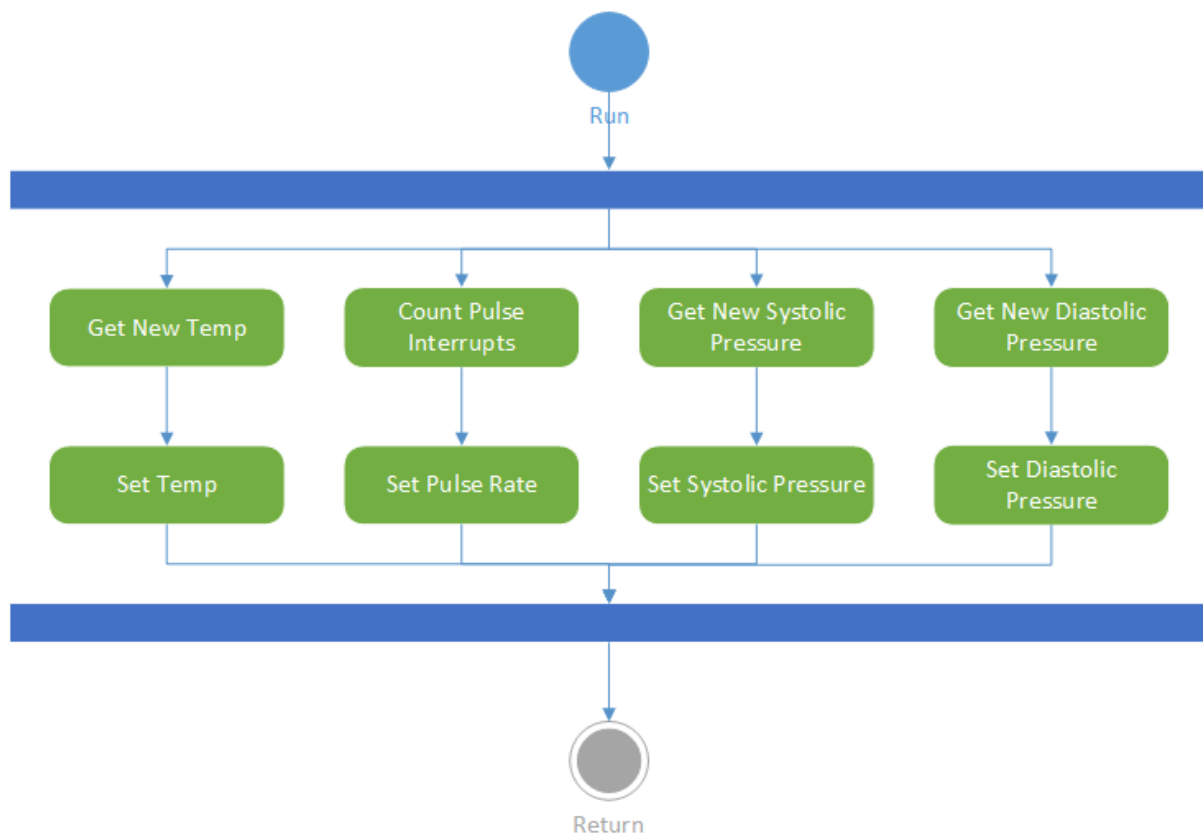 Run
Get New Temp
Count Pulse
Interrupts
Get New Systolic
Pressure
Get New Diastolic
Pressure
Set Temp
Set Pulse Rate
Set Systolic Pressure
Set Diastolic
Pressure
Return